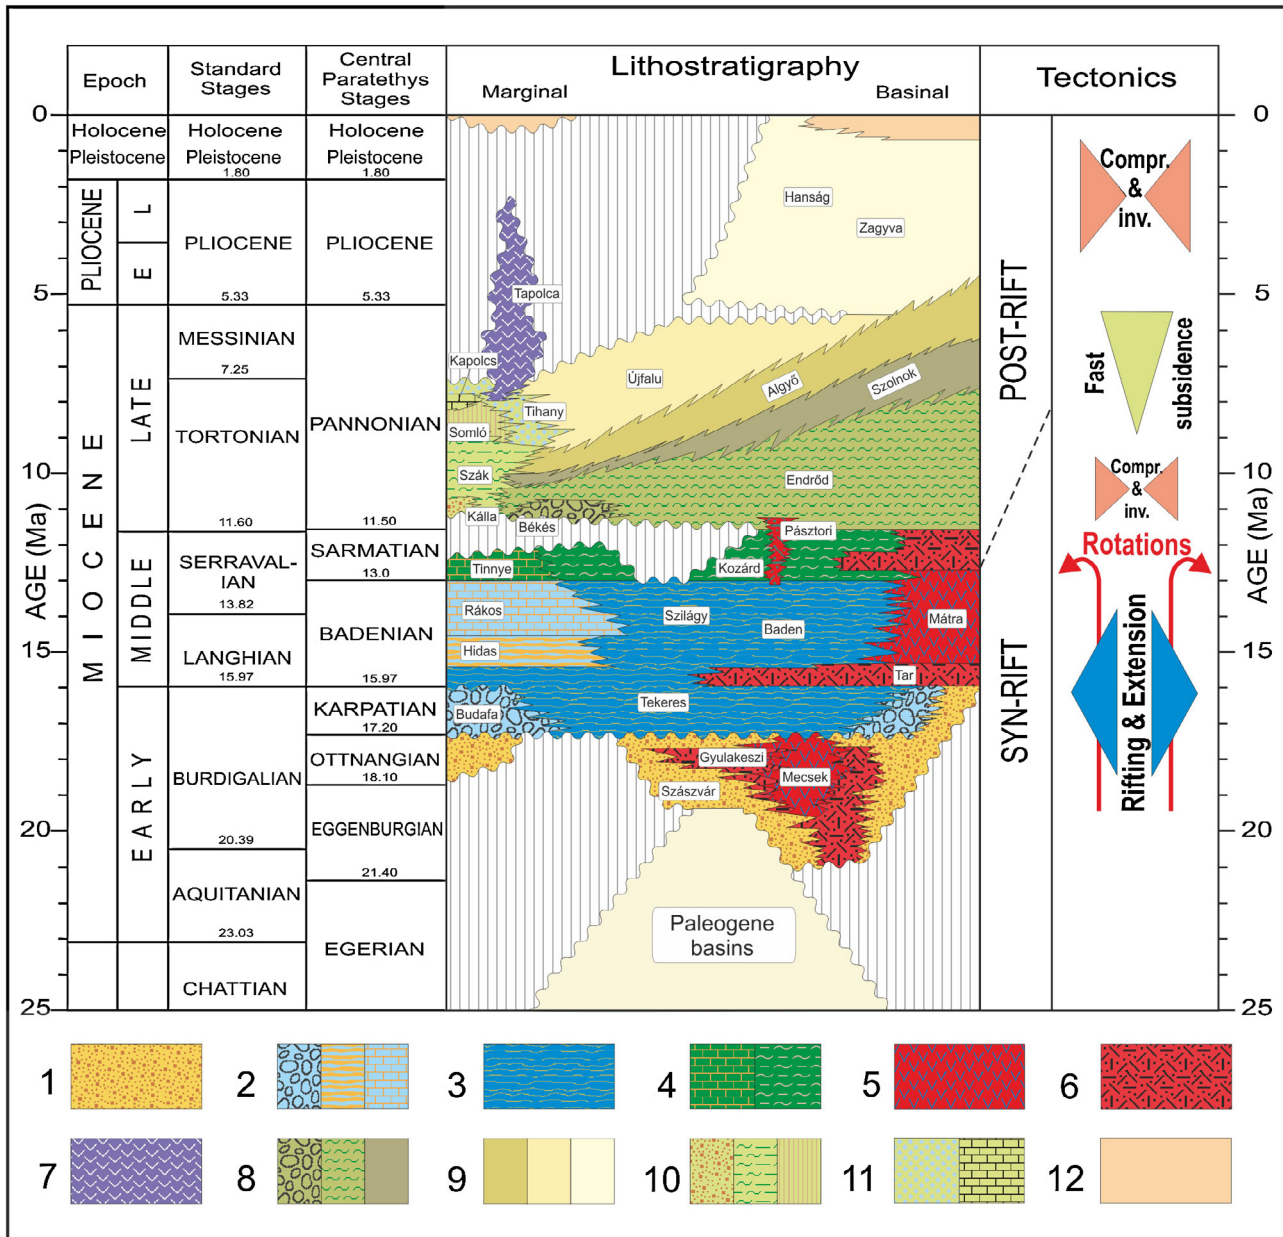 Epoch
Standard
Stages
Central
Paratethys
Stages
Lithostratigraphy
Marginal
Basinal
Tectonics
0
5
10
15
20
25
AGE (Ma)
Holocene
Pleistocene
PLIOCENE
L
E
MIOCENE
LATE
MIDDLE
EARLY
Holocene
Pleistocene
1.80
PLIOCENE
5.33
MESSINIAN
7.25
TORTONIAN
11.60
SERRAVAL-
IAN
13.82
LANGHIAN
15.97
BURDIGALIAN
20.39
AQUITANIAN
23.03
CHATTIAN
Holocene
Pleistocene
1.80
PLIOCENE
5.33
PANNONIAN
11.50
SARMATIAN
13.0
BADENIAN
15.97
KARPATIAN
17.20
OTTNANGIAN
18.10
EGGENBURGIAN
21.40
EGERIAN
Hanság
Zagyva
Tapolca
Kapolcs
Újfalu
Algyő
Szolnok
Tihany
Somló
Szák
Endrőd
Kálla
Békés
Pásztori
Tinnye
Kozárd
Rákos
Szilágy
Baden
Mátra
Hidas
Tar
Tekeres
Budafa
Gyulakeszi
Mecsek
Szászvár
Paleogene
basins
POST-RIFT
SYN-RIFT
Compr.
&
inv.
Fast
subsidence
Compr.
&
inv.
Rotations
Rifting & Extension
0
5
10
15
20
25
AGE (Ma)
1
2
3
4
5
6
7
8
9
10
11
12